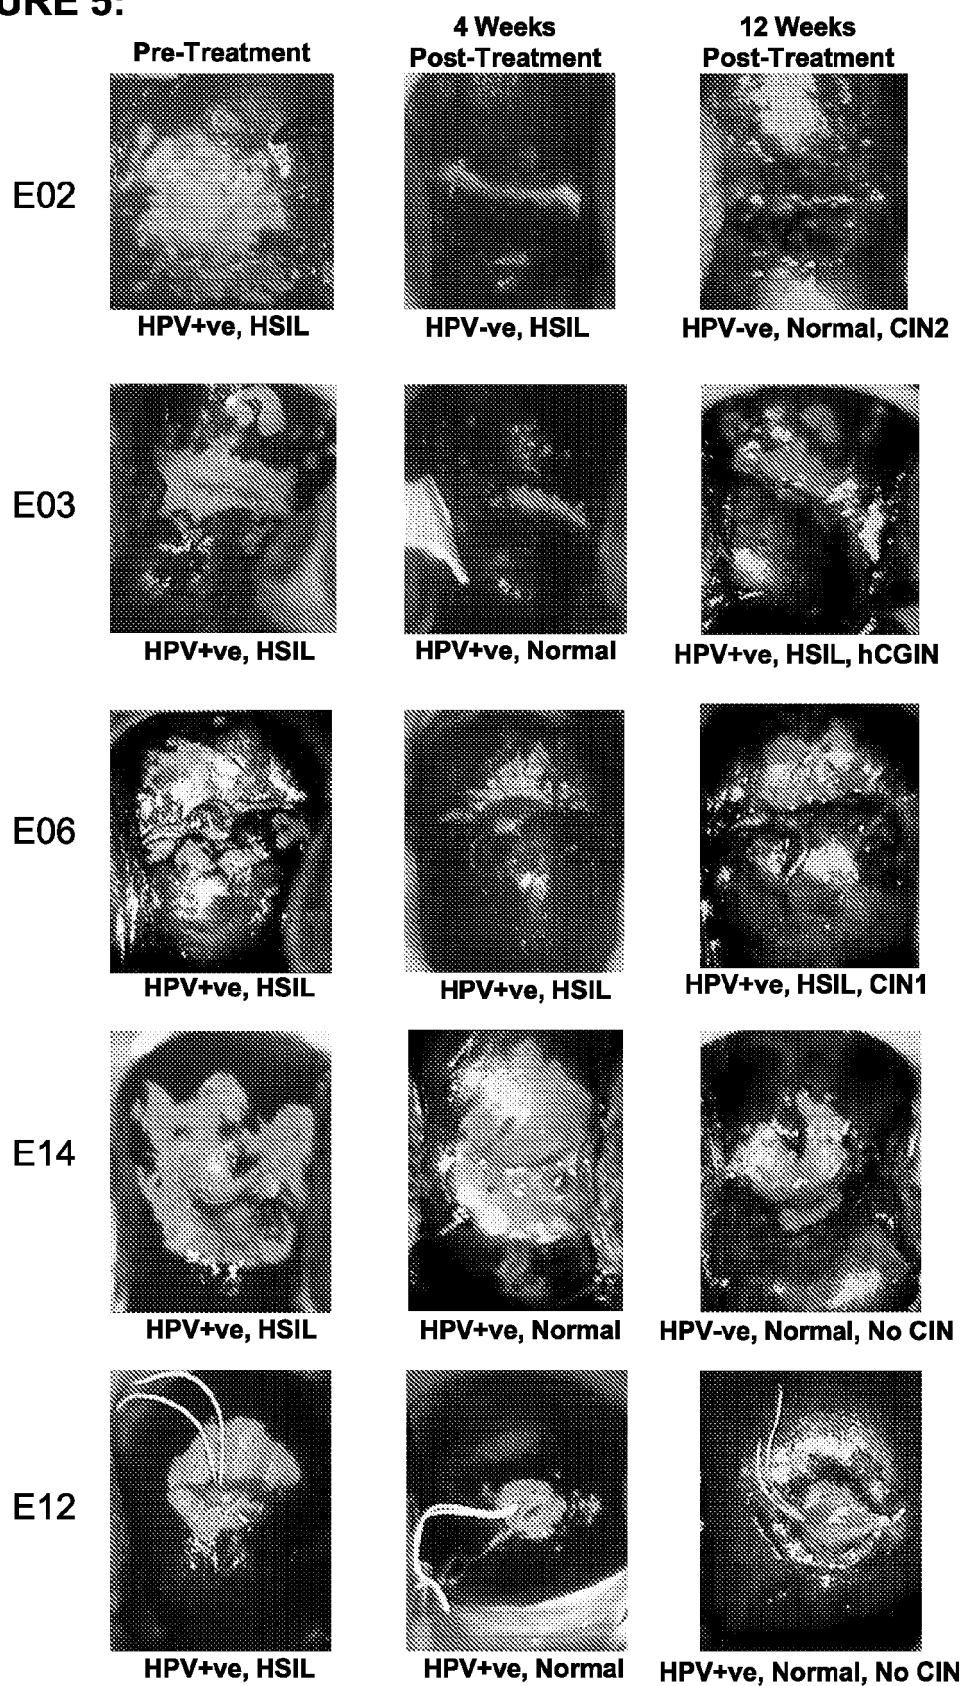 URE 5:
Pre-Treatment
4 Weeks
Post-Treatment
12 Weeks
Post-Treatment
E02
HPV+ve, HSIL
HPV-ve, HSIL
HPV-ve, Normal, CIN2
E03
HPV+ve, HSIL
HPV+ve, Normal
HPV+ve, HSIL, hCGIN
E06
HPV+ve, HSIL
HPV+ve, HSIL
HPV+ve, HSIL, CIN1
E14
HPV+ve, HSIL
HPV+ve, Normal
HPV-ve, Normal, No CIN
E12
HPV+ve, HSIL
HPV+ve, Normal
HPV+ve, Normal, No CIN